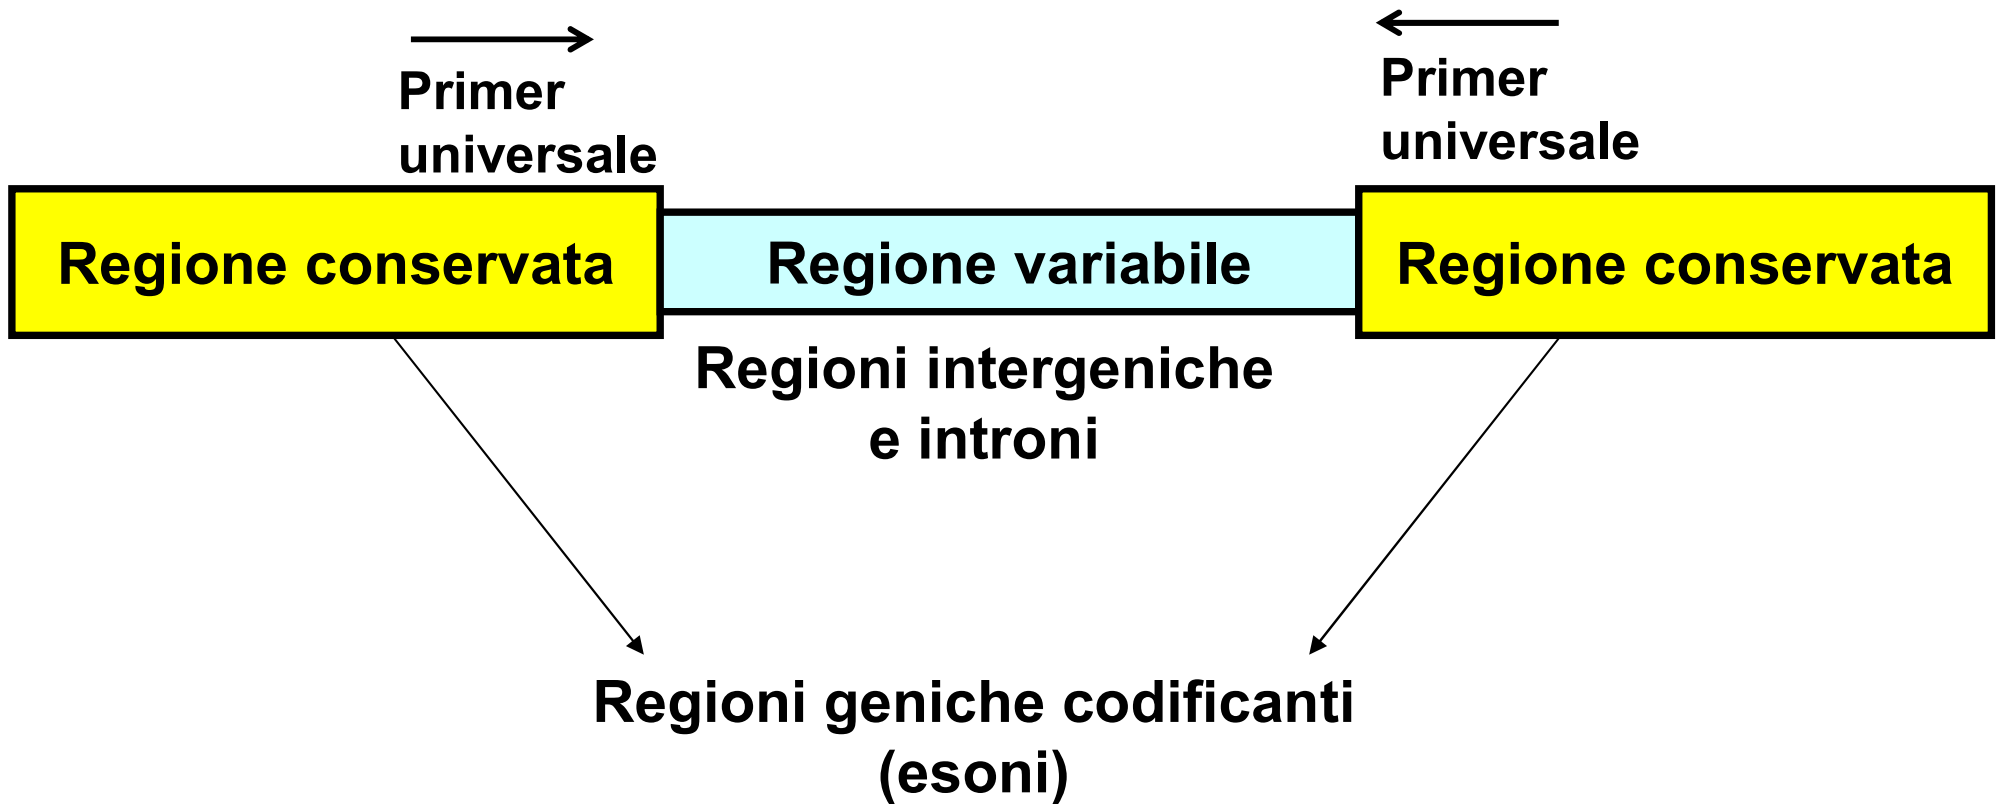 Primer
universale
Primer
universale
Regione conservata
Regione variabile
Regione conservata
Regioni intergeniche
e introni
Regioni geniche codificanti
(esoni)